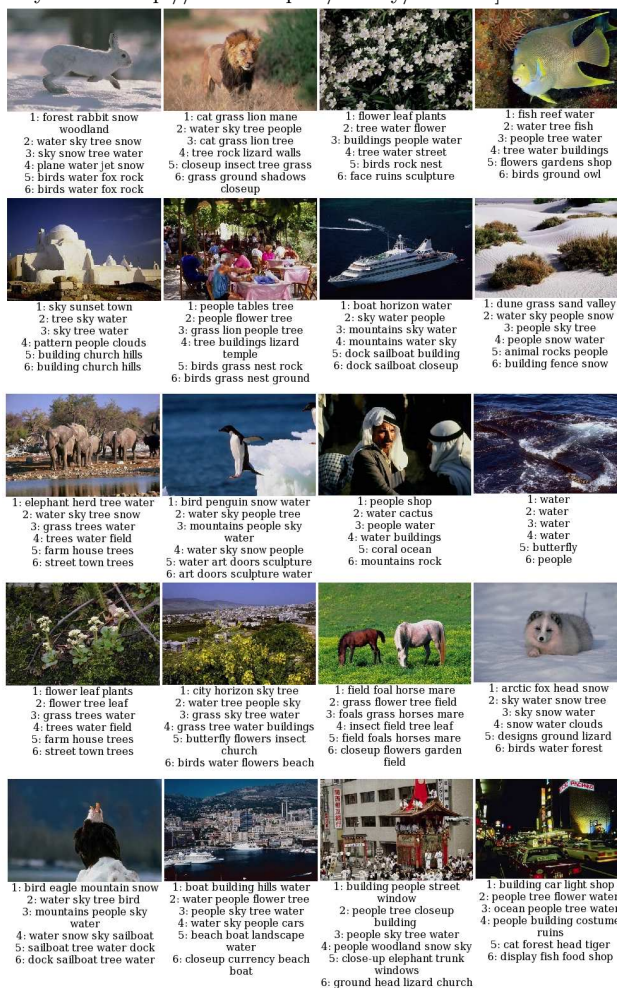 1: forest rabbit snow
woodland
2: water sky tree snow
3: sky snow tree water
4: plane water jet snow
5: birds water fox rock
6: birds water fox rock
1: cat grass lion mane
2: water sky tree people
3: cat grass lion tree
4: tree rock lizard walls
5: closeup insect tree grass
6: grass ground shadows
closeup
1: flower leaf plants
2: tree water flower
3: buildings people water
4: tree water street
5: birds rock nest
6: face ruins sculpture
1: fish reef water
2: water tree fish
3: people tree water
4: tree water buildings
5: flowers gardens shop
6: birds ground owl
1: sky sunset town
2: tree sky water
3: sky tree water
4: pattern people clouds
5: building church hills
6: building church hills
1: people tables tree
2: people flower tree
3: grass lion people tree
4: tree buildings lizard
temple
5: birds grass nest rock
6: birds grass nest ground
1: boat horizon water
2: sky water people
3: mountains sky water
4: mountains water sky
5: dock sailboat building
6: dock sailboat closeup
1: dune grass sand valley
2: water sky people snow
3: people sky tree
4: people snow water
5: animal rocks people
6: building fence snow
1: elephant herd tree water
2: water sky tree snow
3: grass trees water
4: trees water field
5: farm house trees
6: street town trees
1: bird penguin snow water
2: water sky people tree
3: mountains people sky
water
4: water sky snow people
5: water art doors sculpture
6: art doors sculpture water
1: people shop
2: water cactus
3: people water
4: water buildings
5: coral ocean
6: mountains rock
1: water
2: water
3: water
4: water
5: butterfly
6: people
1: flower leaf plants
2: flower tree leaf
3: grass trees water
4: trees water field
5: farm house trees
6: street town trees
1: city horizon sky tree
2: water tree people sky
3: grass sky tree water
4: grass tree water buildings
5: butterfly flowers insect
church
6: birds water flowers beach
1: field foal horse mare
2: grass flower tree field
3: foals grass horses mare
4: insect field tree leaf
5: field foals horses mare
6: closeup flowers garden
field
1: arctic fox head snow
2: sky water snow tree
3: sky snow water
4: snow water clouds
5: designs ground lizard
6: birds water forest
1: bird eagle mountain snow
2: water sky tree bird
3: mountains people sky
water
4: water snow sky sailboat
5: sailboat tree water dock
6: dock sailboat tree water
1: boat building hills water
2: water people flower tree
3: people sky tree water
4: water sky people cars
5: beach boat landscape
water
6: closeup currency beach
boat
1: building people street
window
2: people tree closeup
building
3: people sky tree water
4: people woodland snow sky
5: close-up elephant trunk
windows
6: ground head lizard church
1: building car light shop
2: people tree flower water
3: ocean people tree water
4: people building costume
ruins
5: cat forest head tiger
6: display fish food shop